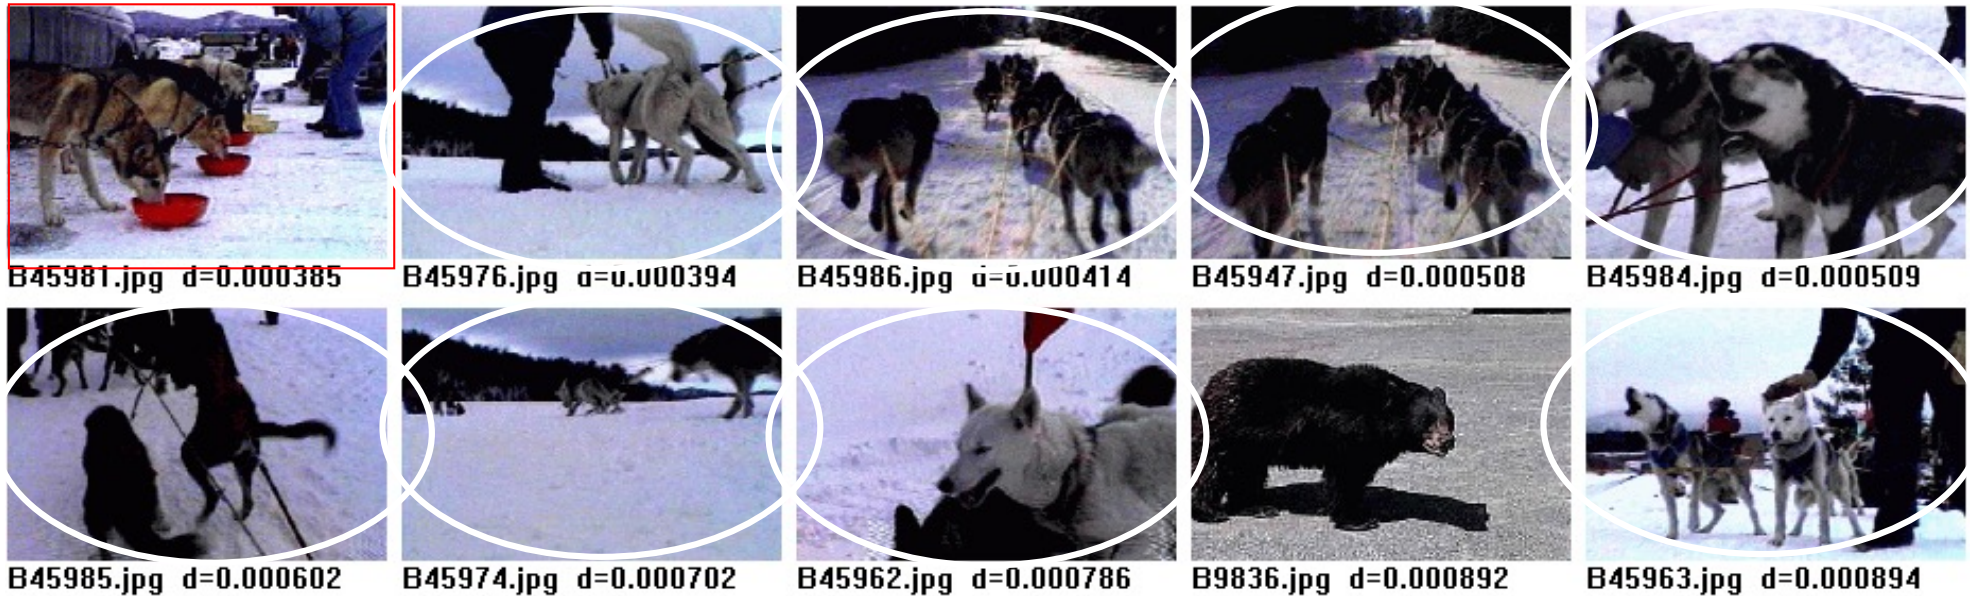 B45981.jpg d=0.000385
B45976.jpg d=0.000394
B45986.jpg d=0.000414
B45947.jpg d=0.000508
B45984.jpg d=0.000509
B45985.jpg d=0.000602
B45974.jpg d=0.000702
B45962.jpg d=0.000786
B9836.jpg d=0.000892
B45963.jpg d=0.000894